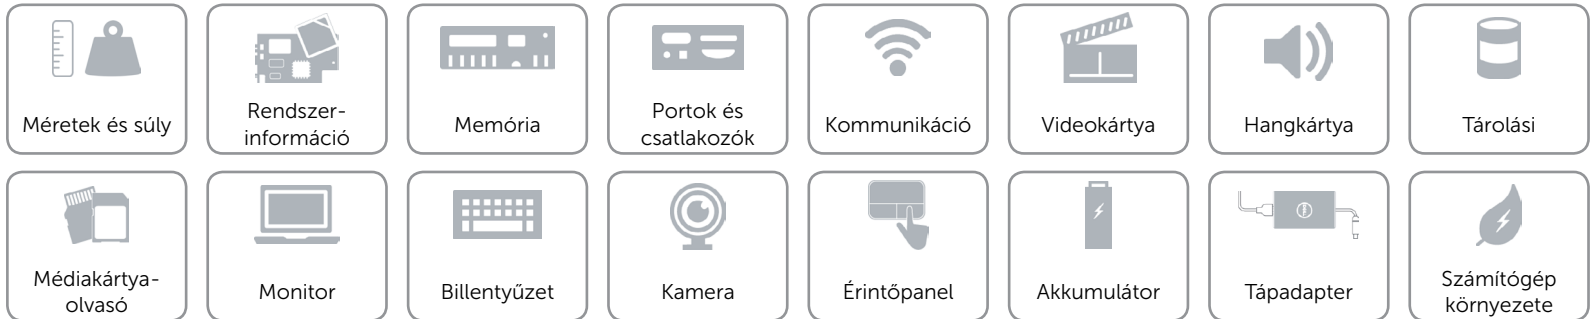 Méretek és súly
Rendszer-
információ
Memória
Portok és
csatlakozók
Kommunikáció
Videokártya
Hangkártya
Tárolási
Médiakártya-
olvasó
Monitor
Billentyűzet
Kamera
Érintőpanel
Akkumulátor
Tápadapter
Számítógép
környezete